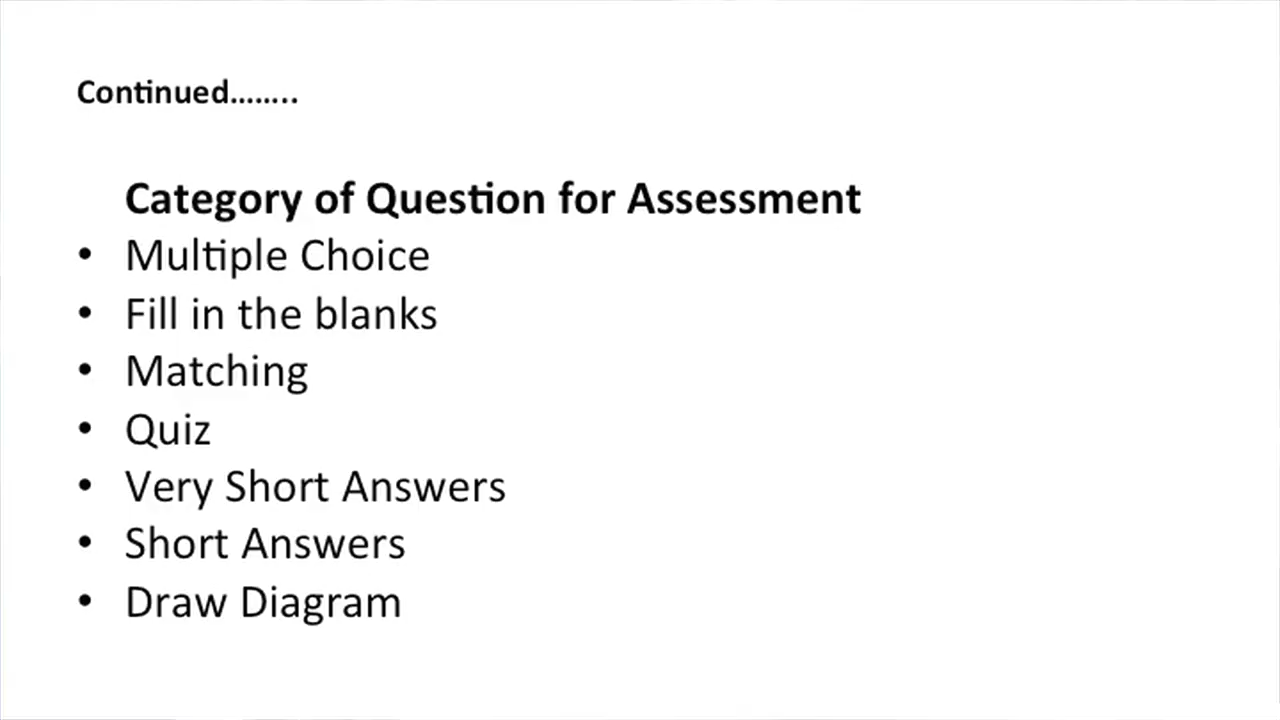 Continued........
Category of Question for Assessment
• Multiple Choice
• Fill in the blanks
• Matching
• Quiz
• Very Short Answers
• Short Answers
• Draw Diagram